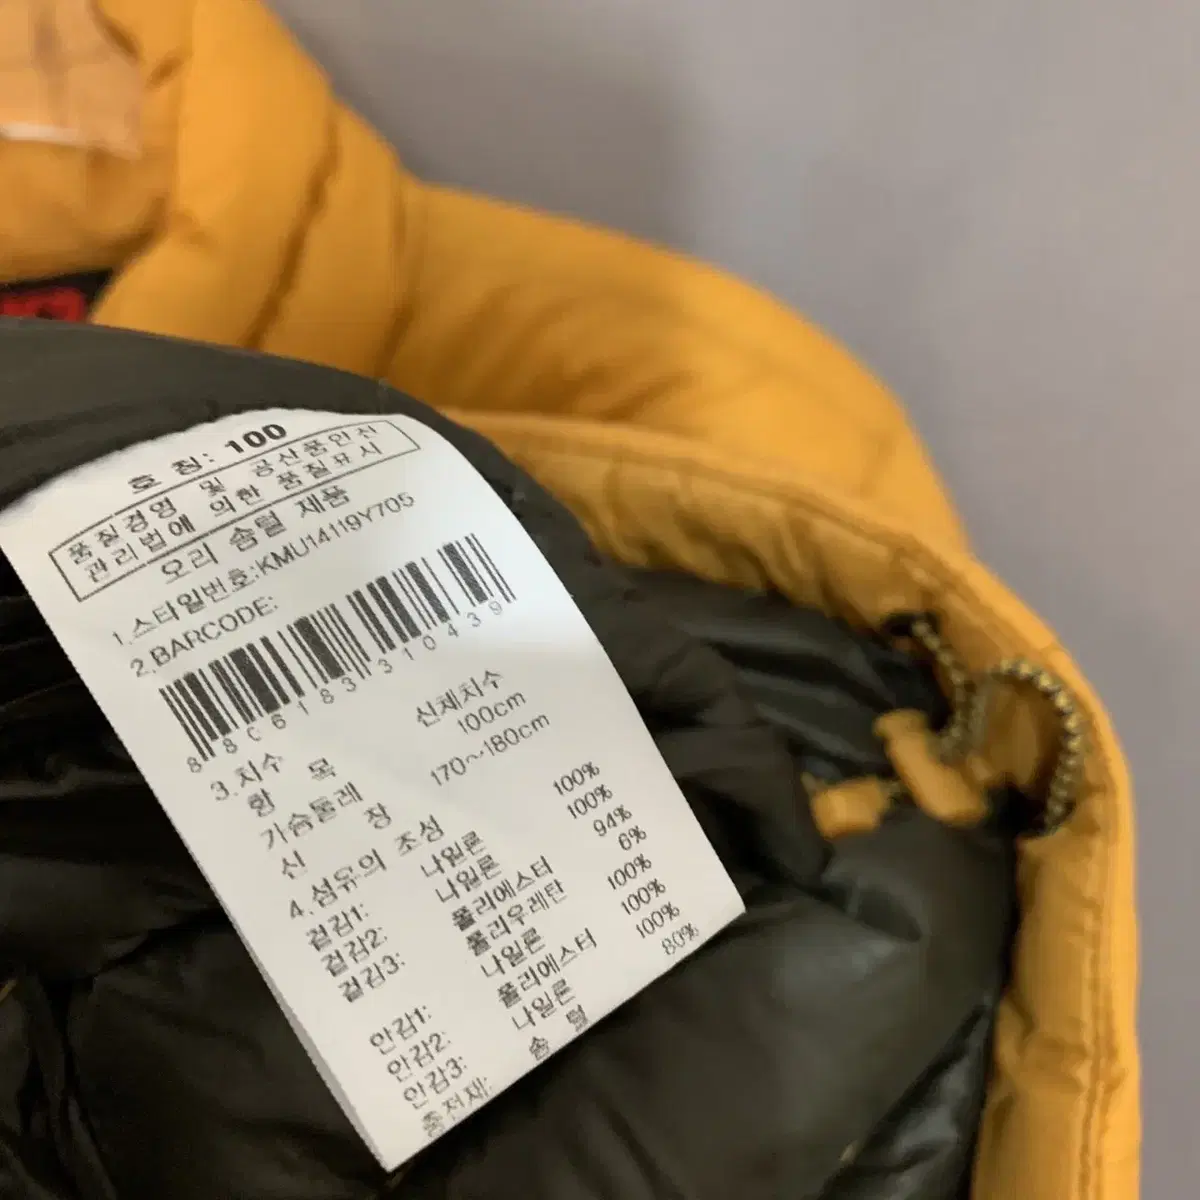 호 칭: 100
품질경영 및 공산품안전
관리법에 의한 품질표시
오리 솜털 제품
1.스타일번호:KMU14119Y705
2.BARCODE:
8 806183 310439
3.치수
항 목 신체치수
가슴둘레 100cm
신 장 170~180cm
4.섬유의 조성
겉감1: 나일론 100%
겉감2: 나일론 100%
겉감3: 폴리에스터 94%
폴리우레탄 6%
안감1: 나일론 100%
안감2: 폴리에스터 100%
안감3: 나일론 100%
충전재: 솜 털 80%